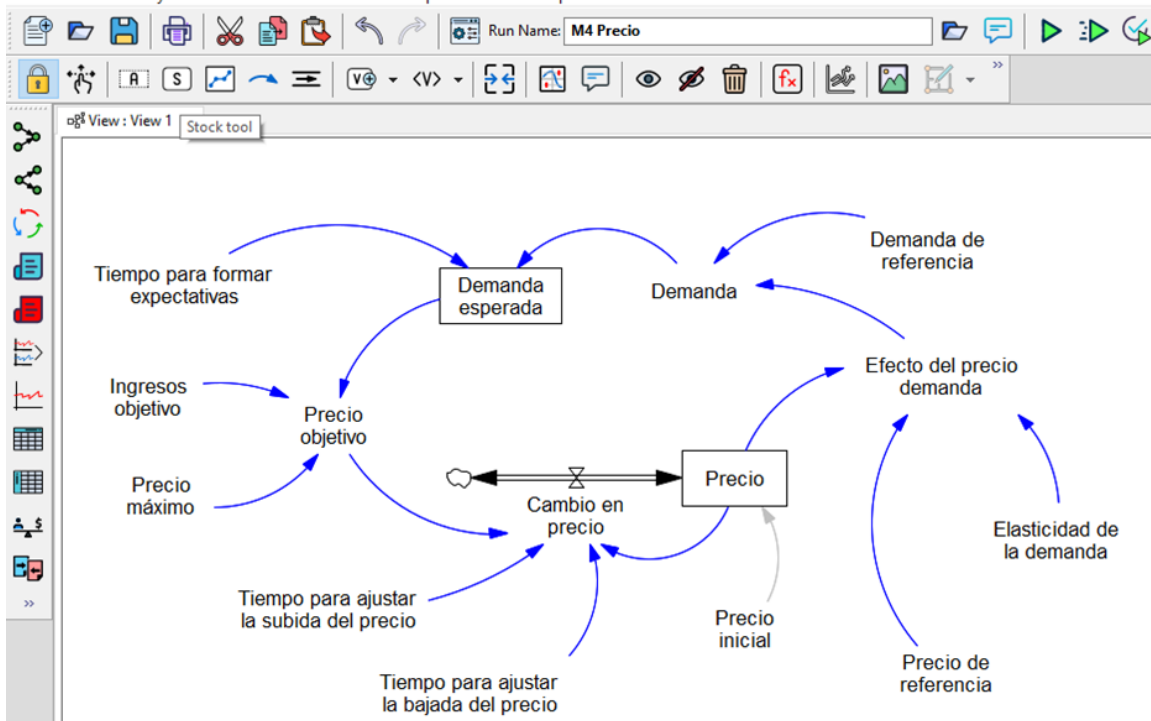 Run Name: M4 Precio
A
S
V
<V>
»
fx
View : View 1
Stock tool
$
»
Tiempo para formar
expectativas
Demanda
esperada
Demanda
Demanda de
referencia
Efecto del precio
demanda
Ingresos
objetivo
Precio
objetivo
Precio
máximo
Cambio en
precio
Precio
Elasticidad de
la demanda
Tiempo para ajustar
la subida del precio
Precio
inicial
Tiempo para ajustar
la bajada del precio
Precio de
referencia